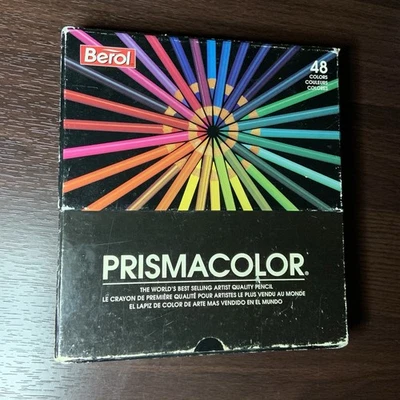 Berol
48
COLORS
COULEURS
COLORES
PRISMACOLOR®
THE WORLD'S BEST SELLING ARTIST QUALITY PENCIL
LE CRAYON DE PREMIÈRE QUALITÉ POUR ARTISTES LE PLUS VENDU AU MONDE
EL LAPIZ DE COLOR DE ARTE MAS VENDIDO EN EL MUNDO